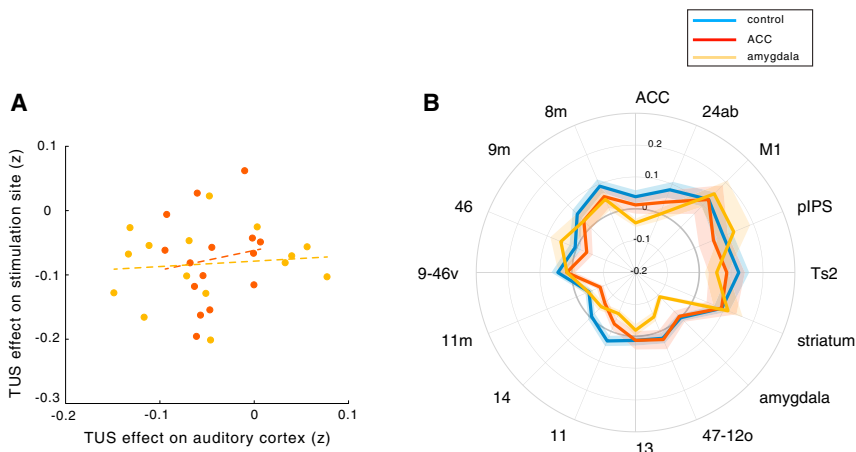 control
ACC
amygdala
A
TUS effect on stimulation site (z)
0.1
0
-0.1
-0.2
-0.3
-0.2
-0.1
0
0.1
TUS effect on auditory cortex (z)
B
ACC
24ab
M1
pIPS
Ts2
striatum
amygdala
47-12o
13
11
14
11m
9-46v
46
9m
8m
0.2
0.1
0
-0.1
-0.2